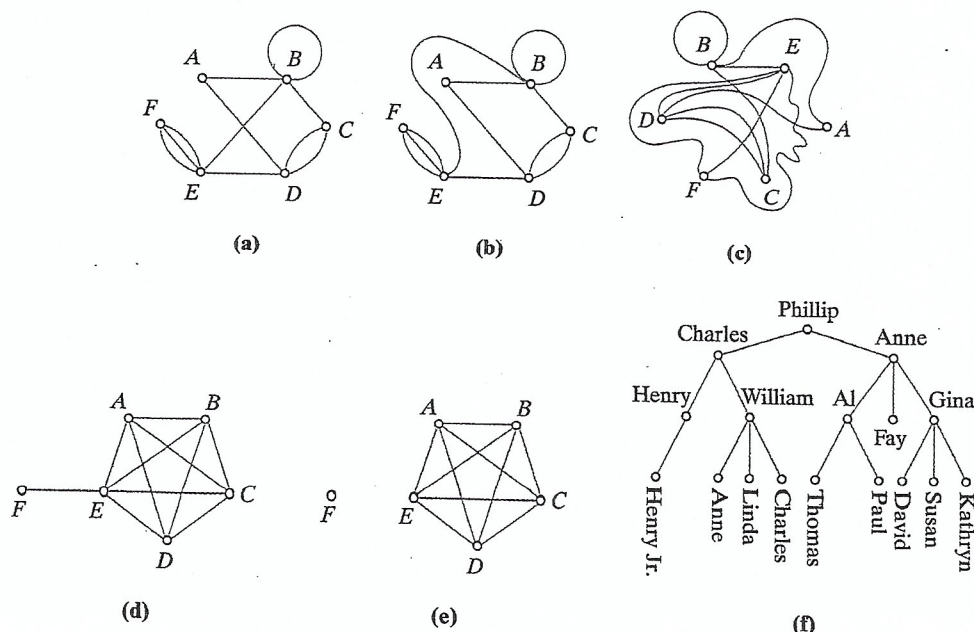 A B
F C
E D
(a)
A B
F C
E D
(b)
B E
D A
F C
(c)
A B
F E C
D
(d)
A B
F E C
D
(e)
Phillip
Charles Anne
Henry William Al Gina
Fay
Henry Jr. Anne Linda Charles Thomas Paul David Susan Kathryn
(f)